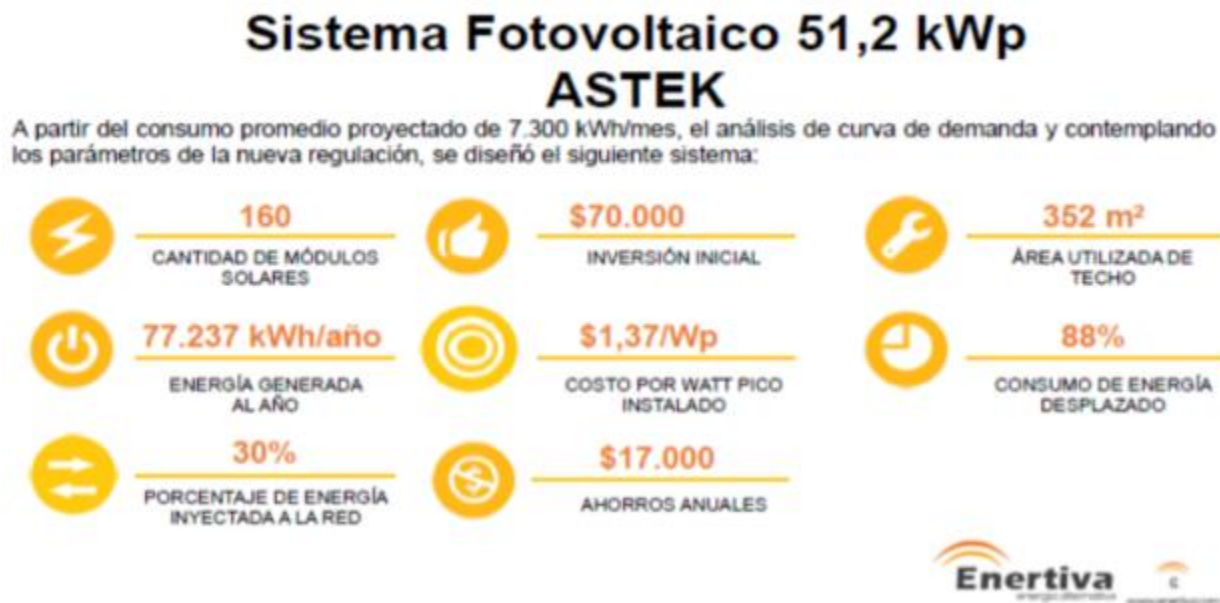 Sistema Fotovoltaico 51,2 kWp
ASTEK
A partir del consumo promedio proyectado de 7.300 kWh/mes, el análisis de curva de demanda y contemplando
los parámetros de la nueva regulación, se diseñó el siguiente sistema:
160
CANTIDAD DE MÓDULOS
SOLARES
$70.000
INVERSIÓN INICIAL
352 m²
ÁREA UTILIZADA DE
TECHO
77.237 kWh/año
ENERGÍA GENERADA
AL AÑO
$1,37/Wp
COSTO POR WATT PICO
INSTALADO
88%
CONSUMO DE ENERGÍA
DESPLAZADO
30%
PORCENTAJE DE ENERGÍA
INYECTADA A LA RED
$17.000
AHORROS ANUALES
Enertiva
energía alternativa